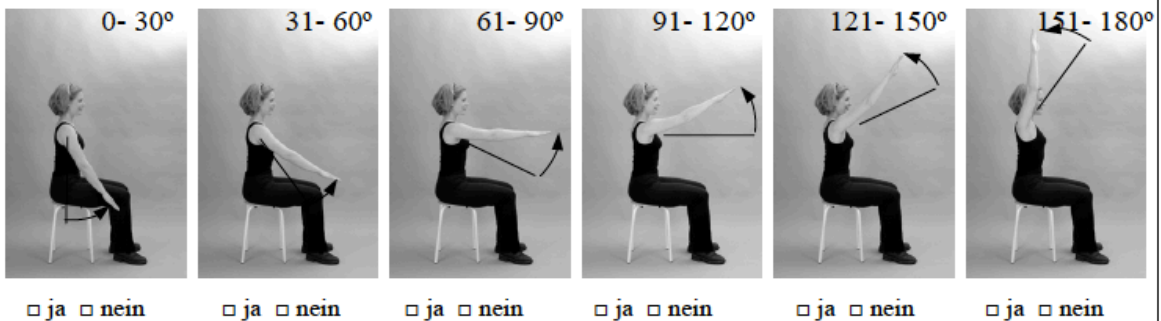 0- 30º 31- 60º 61- 90º 91- 120º 121- 150º 151- 180º
□ ja □ nein □ ja □ nein □ ja □ nein □ ja □ nein □ ja □ nein □ ja □ nein